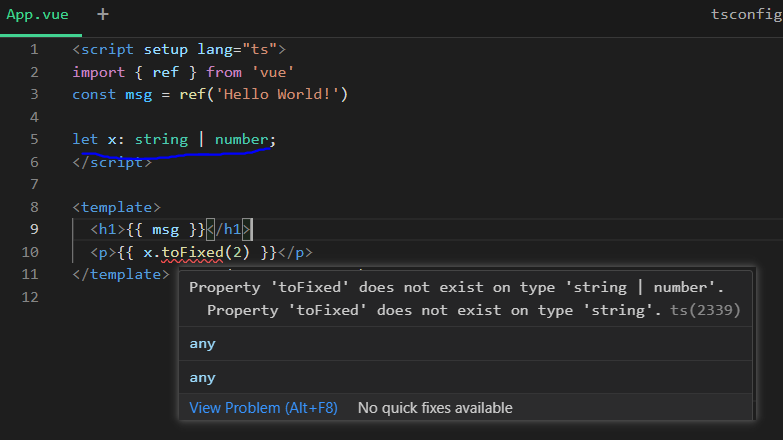 App.vue + tsconfig
1 <script setup lang="ts">
2 import { ref } from 'vue'
3 const msg = ref('Hello World!')
4
5 let x: string | number;
6 </script>
7
8 <template>
9 <h1>{{ msg }}</h1>
10 <p>{{ x.toFixed(2) }}</p>
11 </template>
12
Property 'toFixed' does not exist on type 'string | number'.
Property 'toFixed' does not exist on type 'string'. ts(2339)
any
any
View Problem (Alt+F8) No quick fixes available